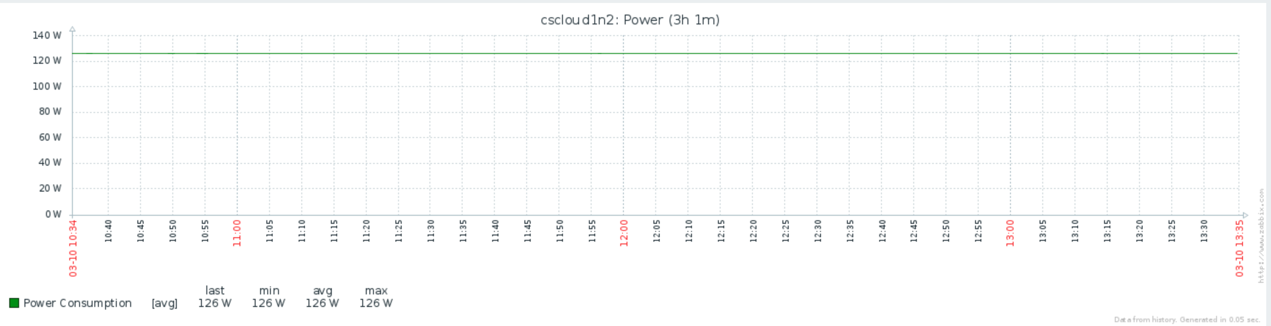 cscloud1n2: Power (3h 1m)
140 W
120 W
100 W
80 W
60 W
40 W
20 W
0 W
03-10 10:34
10:40
10:45
10:50
10:55
11:00
11:05
11:10
11:15
11:20
11:25
11:30
11:35
11:40
11:45
11:50
11:55
12:00
12:05
12:10
12:15
12:20
12:25
12:30
12:35
12:40
12:45
12:50
12:55
13:00
13:05
13:10
13:15
13:20
13:25
13:30
03-10 13:35
http://www.zabbix.com
last min avg max
Power Consumption [avg] 126 W 126 W 126 W 126 W
Data from history. Generated in 0.05 sec.